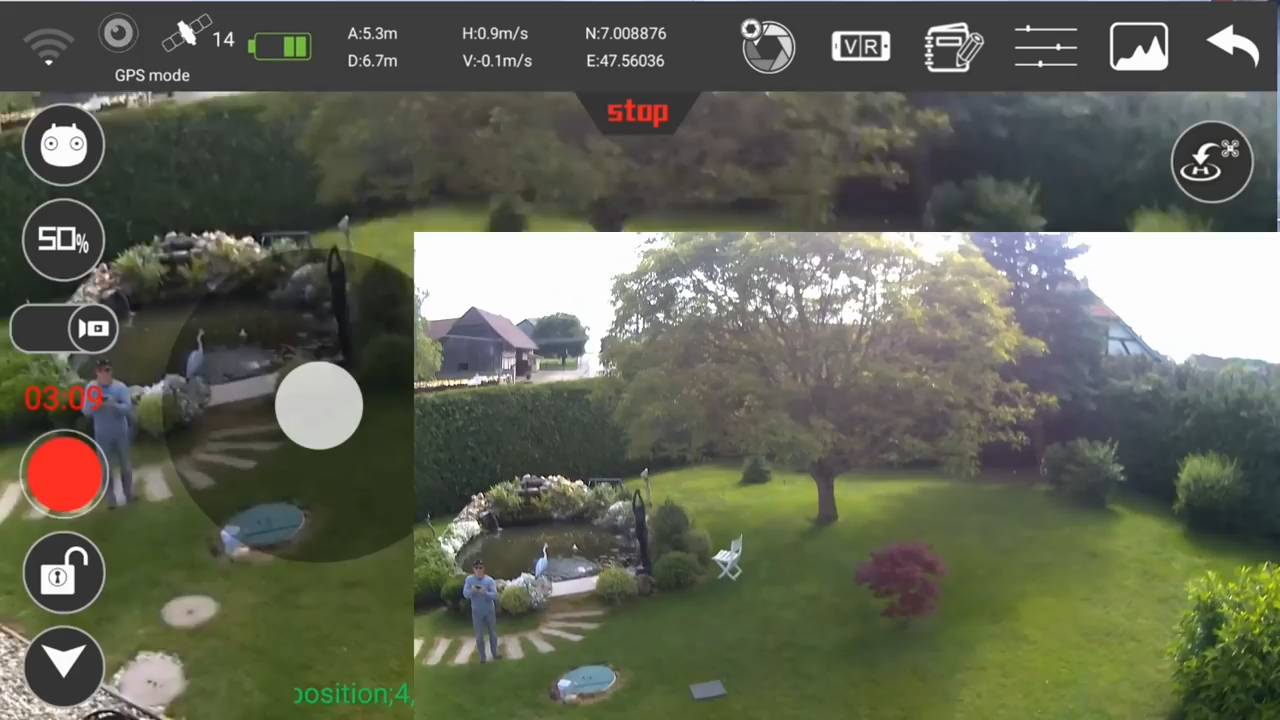 14
GPS mode
A:5.3m
D:6.7m
H:0.9m/s
V:-0.1m/s
N:7.008876
E:47.56036
VR
stop
H
50%
03:09
position;4,